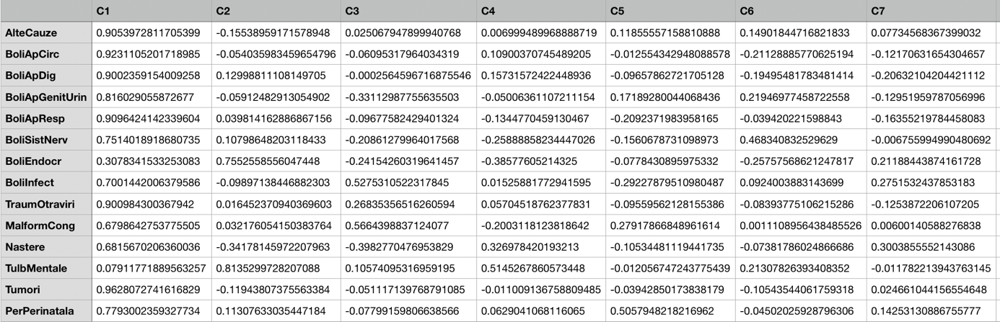 C1 C2 C3 C4 C5 C6 C7
AlteCauze 0.9053972811705399 -0.15538959171578948 0.025067947899940768 0.006999489968888719 0.11855557158810888 0.14901844716821833 0.07734568367399032
BoliApCirc 0.9231105201718985 -0.054035983459654796 -0.06095317964034319 0.10900370745489205 -0.012554342948088578 -0.21128885770625194 -0.12170631654304657
BoliApDig 0.9002359154009258 0.12998811108149705 -0.0002564596716875546 0.15731572422448936 -0.09657862721705128 -0.19495481783481414 -0.20632104204421112
BoliApGenitUrin 0.816029055872677 -0.05912482913054902 -0.33112987755635503 -0.05006361107211154 0.17189280044068436 0.21946977458722558 -0.12951959787056996
BoliApResp 0.9096424142339604 0.039814162886867156 -0.09677582429401324 -0.1344770459130467 -0.2092371983958165 -0.039420221598843 -0.16355219784458083
BoliSistNerv 0.7514018918680735 0.10798648203118433 -0.20861279964017568 -0.25888858234447026 -0.1560678731098973 0.468340832529629 -0.006755994990480692
BoliEndocr 0.3078341533253083 0.7552558556047448 -0.24154260319641457 -0.38577605214325 -0.0778430895975332 -0.257575686212478​17 0.21188443874161728
BoliInfect 0.7001442006379586 -0.09897138446882303 0.5275310522317845 0.01525881772941595 -0.29227879510980487 0.0924003883143699 0.2751532437853183
TraumOtraviri 0.900984300367942 0.016452370940369603 0.26835356516260594 0.05704518762377831 -0.09559562128155386 -0.08393775106215286 -0.1253872206107205
MalformCong 0.6798642753775505 0.032176054150383764 0.5664398837124077 -0.2003118123818642 0.27917866848961614 0.0011108956438485526 0.00600140588276838
Nastere 0.6815670206360036 -0.34178145972207963 -0.3982770476953829 0.326978420193213 -0.10534481119441735 -0.07381786024866686 0.3003855552143086
TulbMentale 0.07911771889563257 0.8135299728207088 0.10574095316959195 0.5145267860573448 -0.012056747243775439 0.21307826393408352 -0.011782213943763145
Tumori 0.9628072741616829 -0.11943807375563384 -0.051117139768791085 -0.011009136758809485 -0.03942850173838179 -0.10543544061759318 0.024661044156554648
PerPerinatala 0.7793002359327734 0.11307633035447184 -0.07799159806638566 0.0629041068116065 0.5057948218216962 -0.04502025928796306 0.14253130886755777